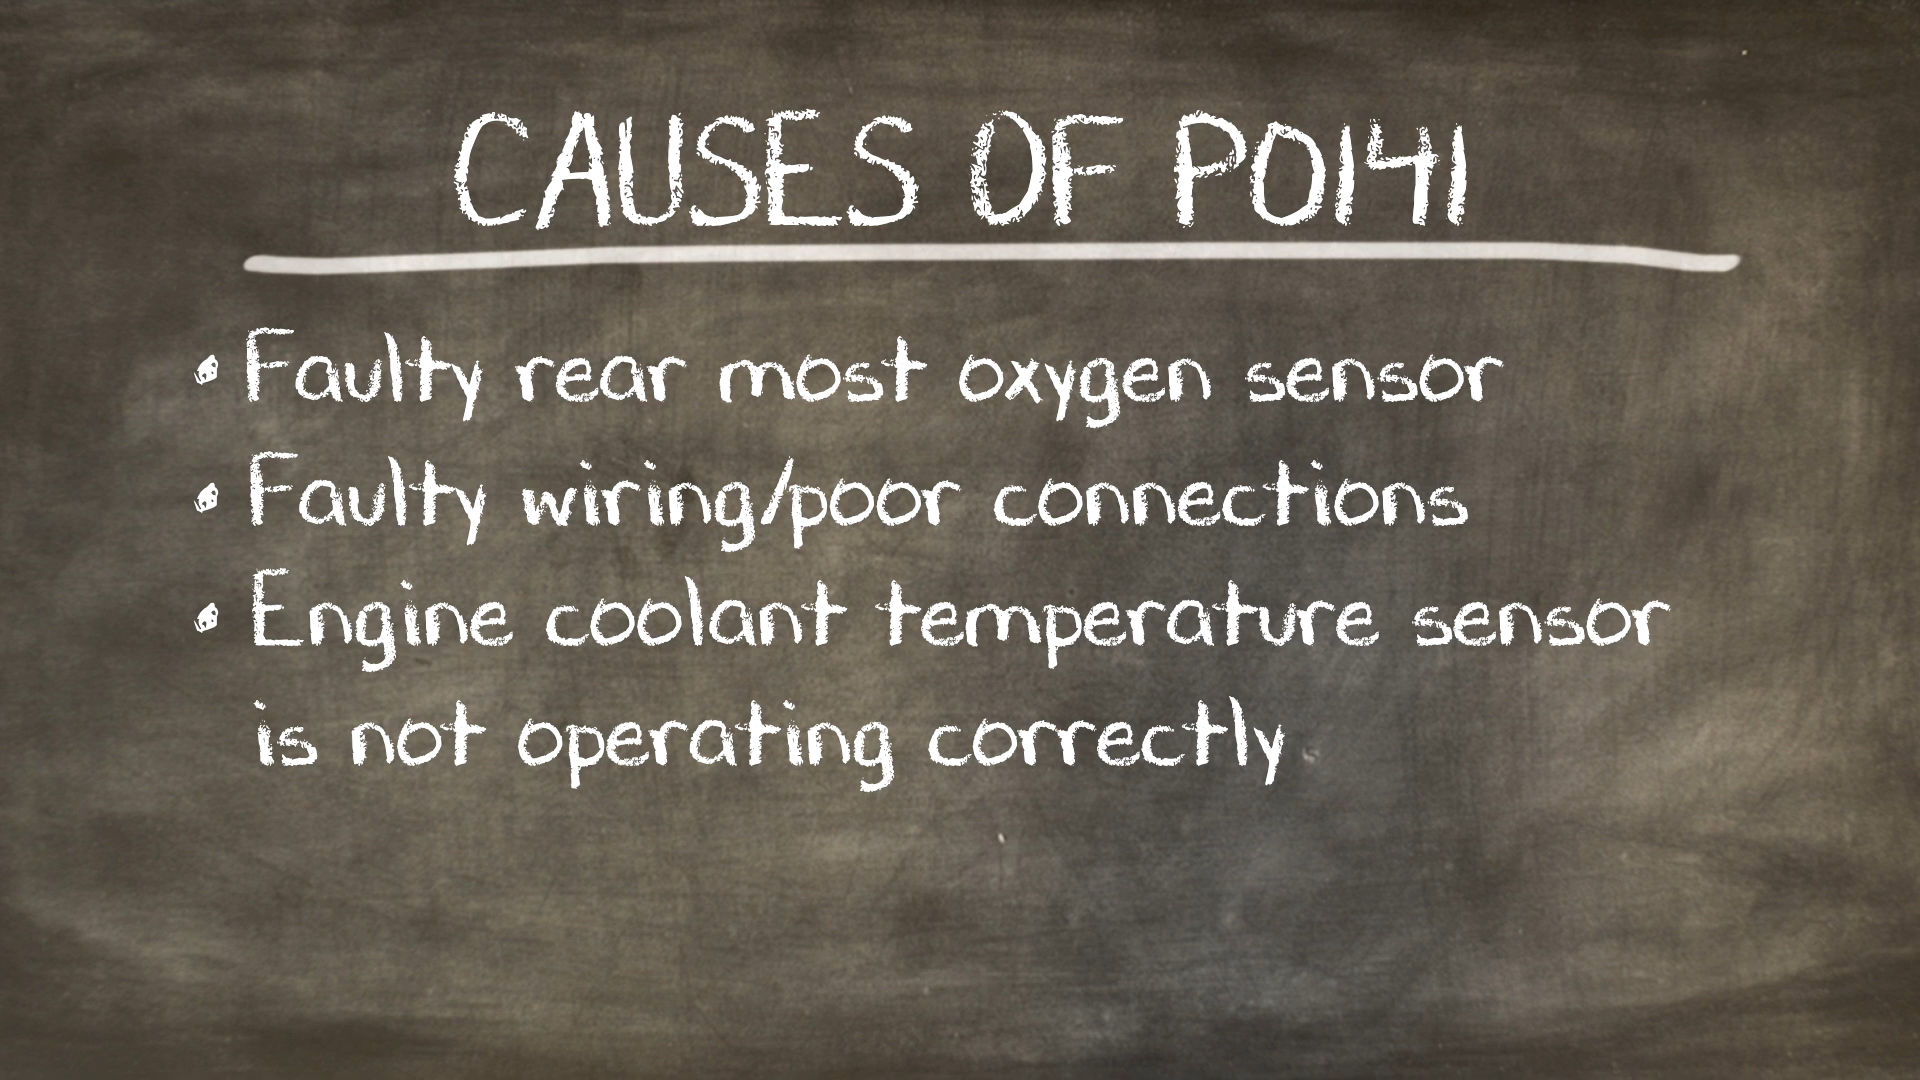 CAUSES OF P0141
• Faulty rear most oxygen sensor
• Faulty wiring/poor connections
• Engine coolant temperature sensor
is not operating correctly